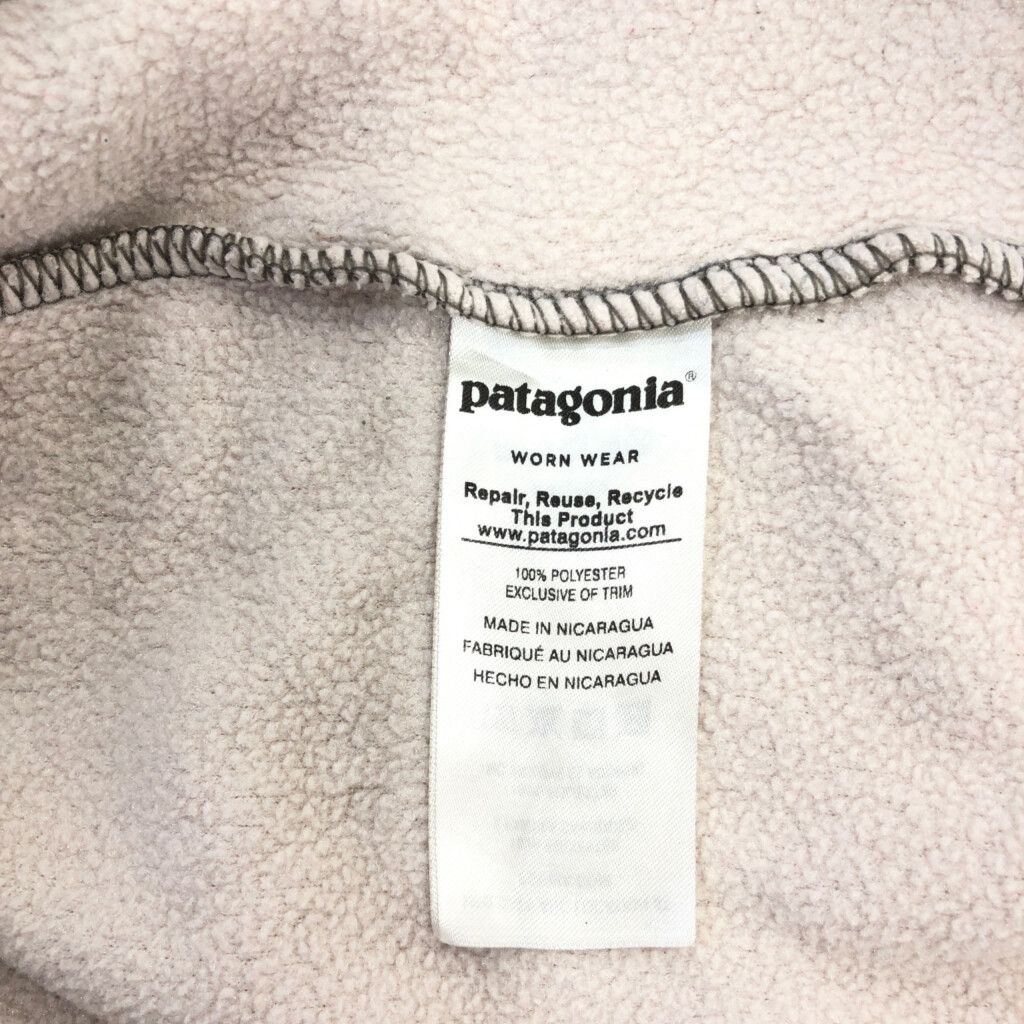 patagonia®
WORN WEAR
Repair, Reuse, Recycle
This Product
www.patagonia.com
100% POLYESTER
EXCLUSIVE OF TRIM
MADE IN NICARAGUA
FABRIQUÉ AU NICARAGUA
HECHO EN NICARAGUA